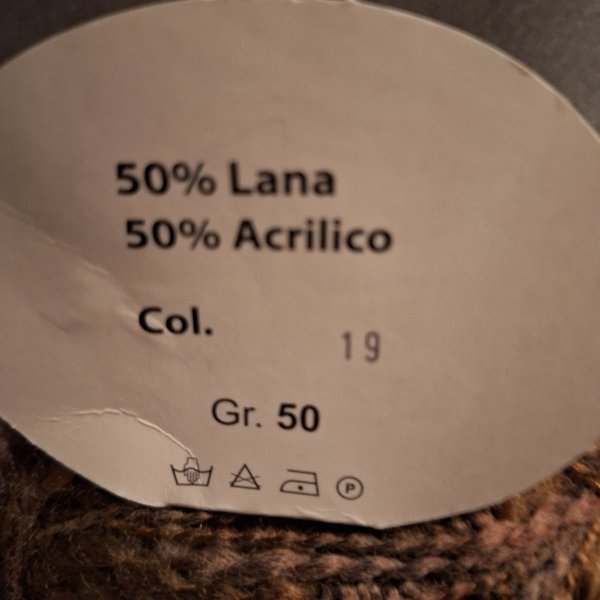 50% Lana
50% Acrilico
Col. 19
Gr. 50
P